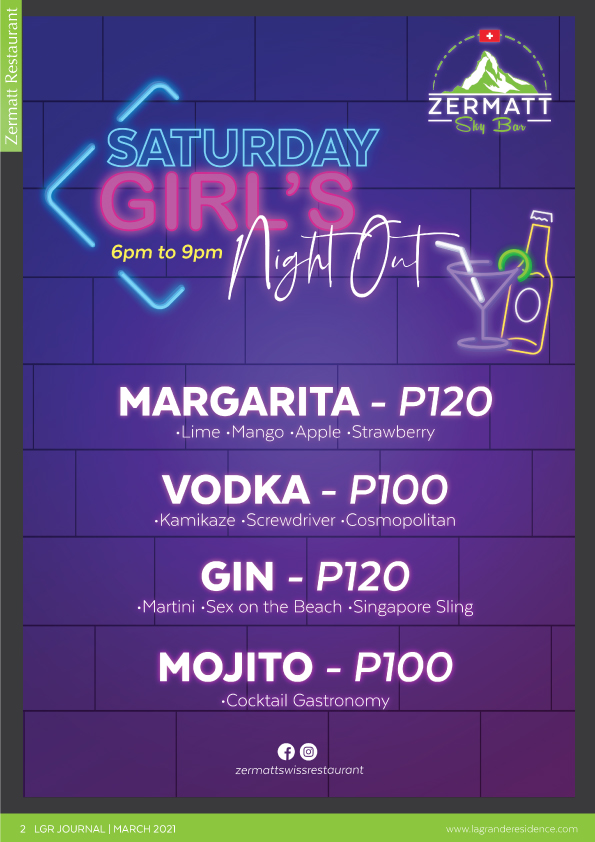 Zermatt Restaurant
ZERMATT
Sky Bar
SATURDAY
GIRL'S
Night Out
6pm to 9pm
MARGARITA - P120
•Lime •Mango •Apple •Strawberry
VODKA - P100
•Kamikaze •Screwdriver •Cosmopolitan
GIN - P120
•Martini •Sex on the Beach •Singapore Sling
MOJITO - P100
•Cocktail Gastronomy
zermattswissrestaurant
2 LGR JOURNAL | MARCH 2021
www.lagranderesidence.com